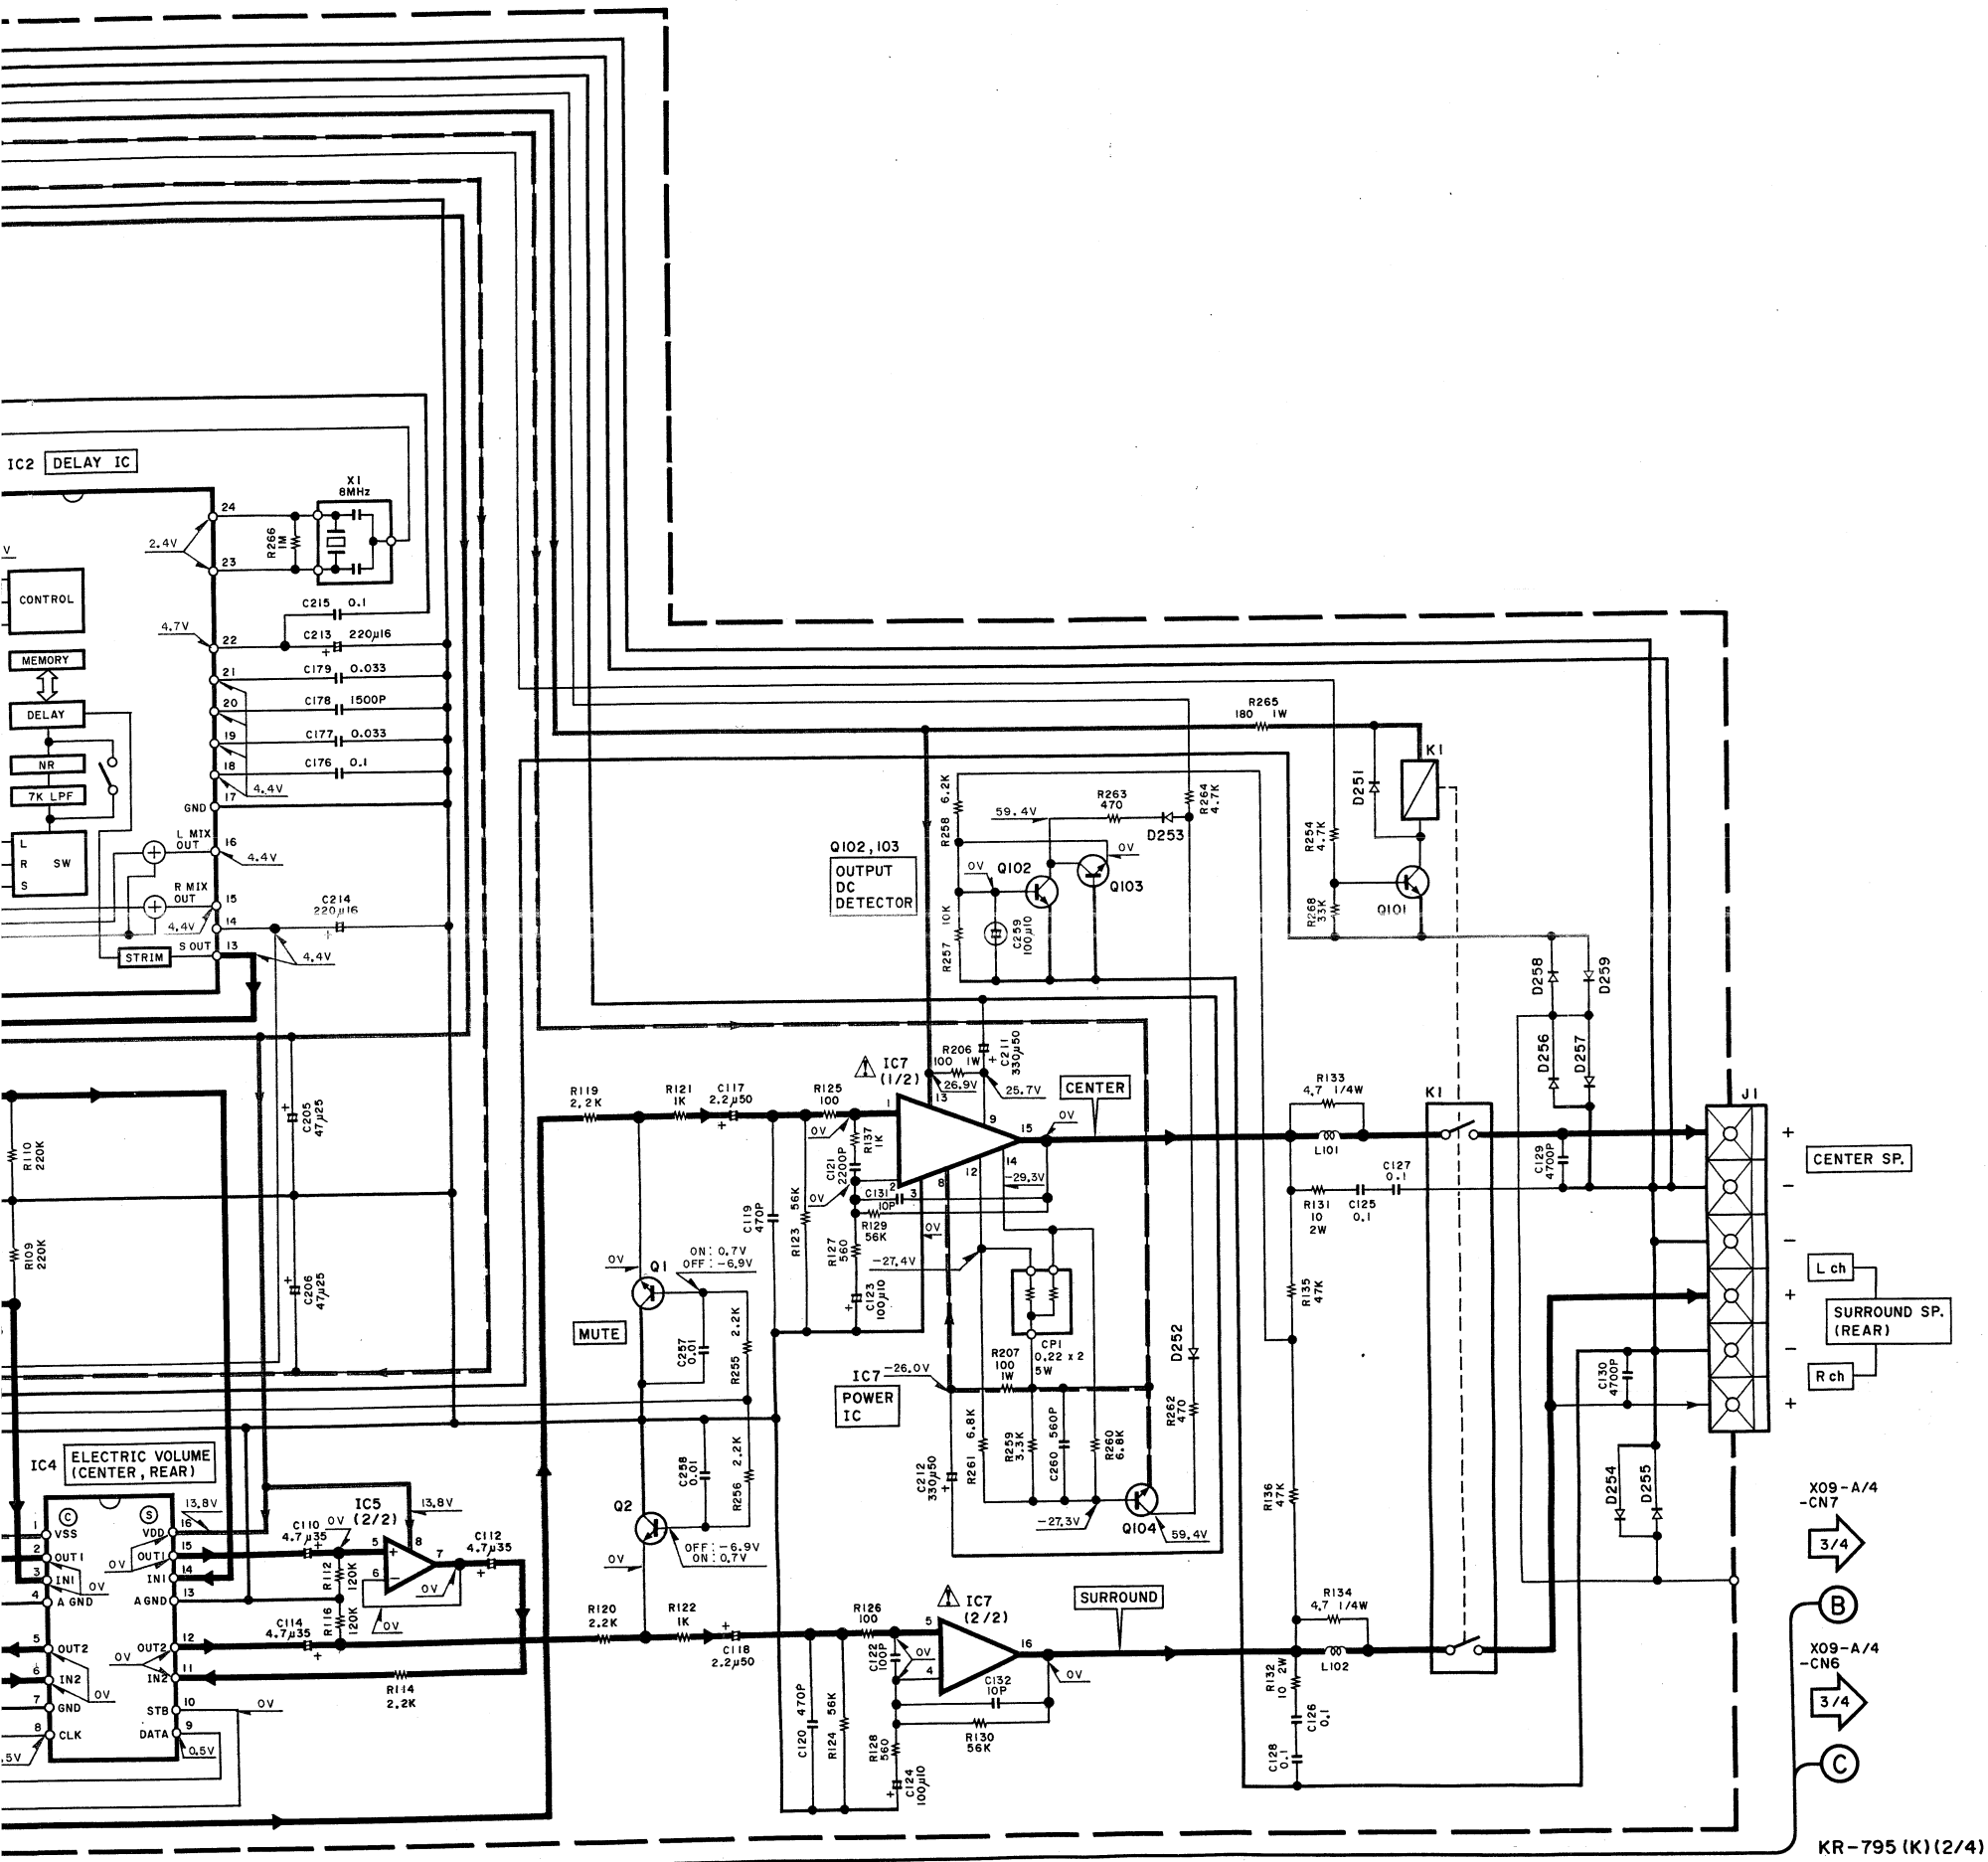 IC2 DELAY IC
X1
8MHz
24
R266
1M
2.4V
23
V
CONTROL
C215 0.1
4.7V
22
C213 220µ16
+
MEMORY
21
C179 0.033
20
C178 1500P
DELAY
19
C177 0.033
NR
18
C176 0.1
7K LPF
4.4V
17
GND
L MIX
OUT
16
L
R SW
S
4.4V
R MIX
OUT
15
C214
220µ16
+
4.4V
14
S OUT 13
STRIM
4.4V
R265
180 1W
K1
D251
R258 6.2K
R263
470
59.4V
D253
R264
4.7K
R254
4.7K
Q102,103
OUTPUT
DC
DETECTOR
0V
Q102
0V
Q103
Q101
R257 10K
C259
100µ10
R268
33K
D258
D259
D256
D257
R110
220K
R109
220K
C205
47µ25
+
C206
47µ25
+
R119
2.2K
R121
1K
C117
2.2µ50
+
R125
100
IC7
(1/2)
R206
100 1W
+
C211
330µ50
26.9V
25.7V
CENTER
1
13
9
15
0V
0V
R137
1K
C121
2200P
12
14
8
-29.3V
2
3
C131
10P
0V
R129
56K
0V
C119
470P
R123 56K
R127
560
-27.4V
+
C123
100µ10
R133
4.7 1/4W
L101
K1
C129
4700P
C127
0.1
R131
10
2W
C125
0.1
R135
47K
J1
+
CENTER SP.
-
-
L ch
+
SURROUND SP.
(REAR)
-
R ch
+
0V
Q1
ON: 0.7V
OFF: -6.9V
MUTE
C257
0.01
R255 2.2K
CP1
0.22 x 2
5W
R207
100
1W
IC7
-26.0V
POWER
IC
D252
R262
470
C130
4700P
C258
0.01
R256 2.2K
C212
330µ50
+
R261 6.8K
R259
3.3K
C260 560P
R260
6.8K
R136
47K
-27.3V
Q104
59.4V
D254
D255
Q2
OFF: -6.9V
ON: 0.7V
0V
IC4
ELECTRIC VOLUME
(CENTER, REAR)
13.8V
C
S
1
VSS
VDD
16
2
OUT1
OUT1
15
3
IN1
IN1
14
0V
0V
4
A GND
A GND
13
5
OUT2
OUT2
12
6
IN2
IN2
11
0V
0V
7
GND
STB
10
0V
8
CLK
DATA
9
.5V
0.5V
IC5
(2/2)
13.8V
C110
4.7µ35
+
0V
5
8
+
7
6
-
C112
4.7µ35
+
R112
120K
0V
0V
C114
4.7µ35
+
R116
120K
R114
2.2K
R120
2.2K
R122
1K
+
C118
2.2µ50
R126
100
IC7
(2/2)
SURROUND
5
16
4
C122
100P
0V
0V
C132
10P
R130
56K
C120 470P
R124 56K
R128
560
+
C124
100µ10
R134
4.7 1/4W
L102
R132
10 2W
C126
0.1
C128
0.1
X09-A/4
-CN7
3/4
B
X09-A/4
-CN6
3/4
C
KR-795(K)(2/4)